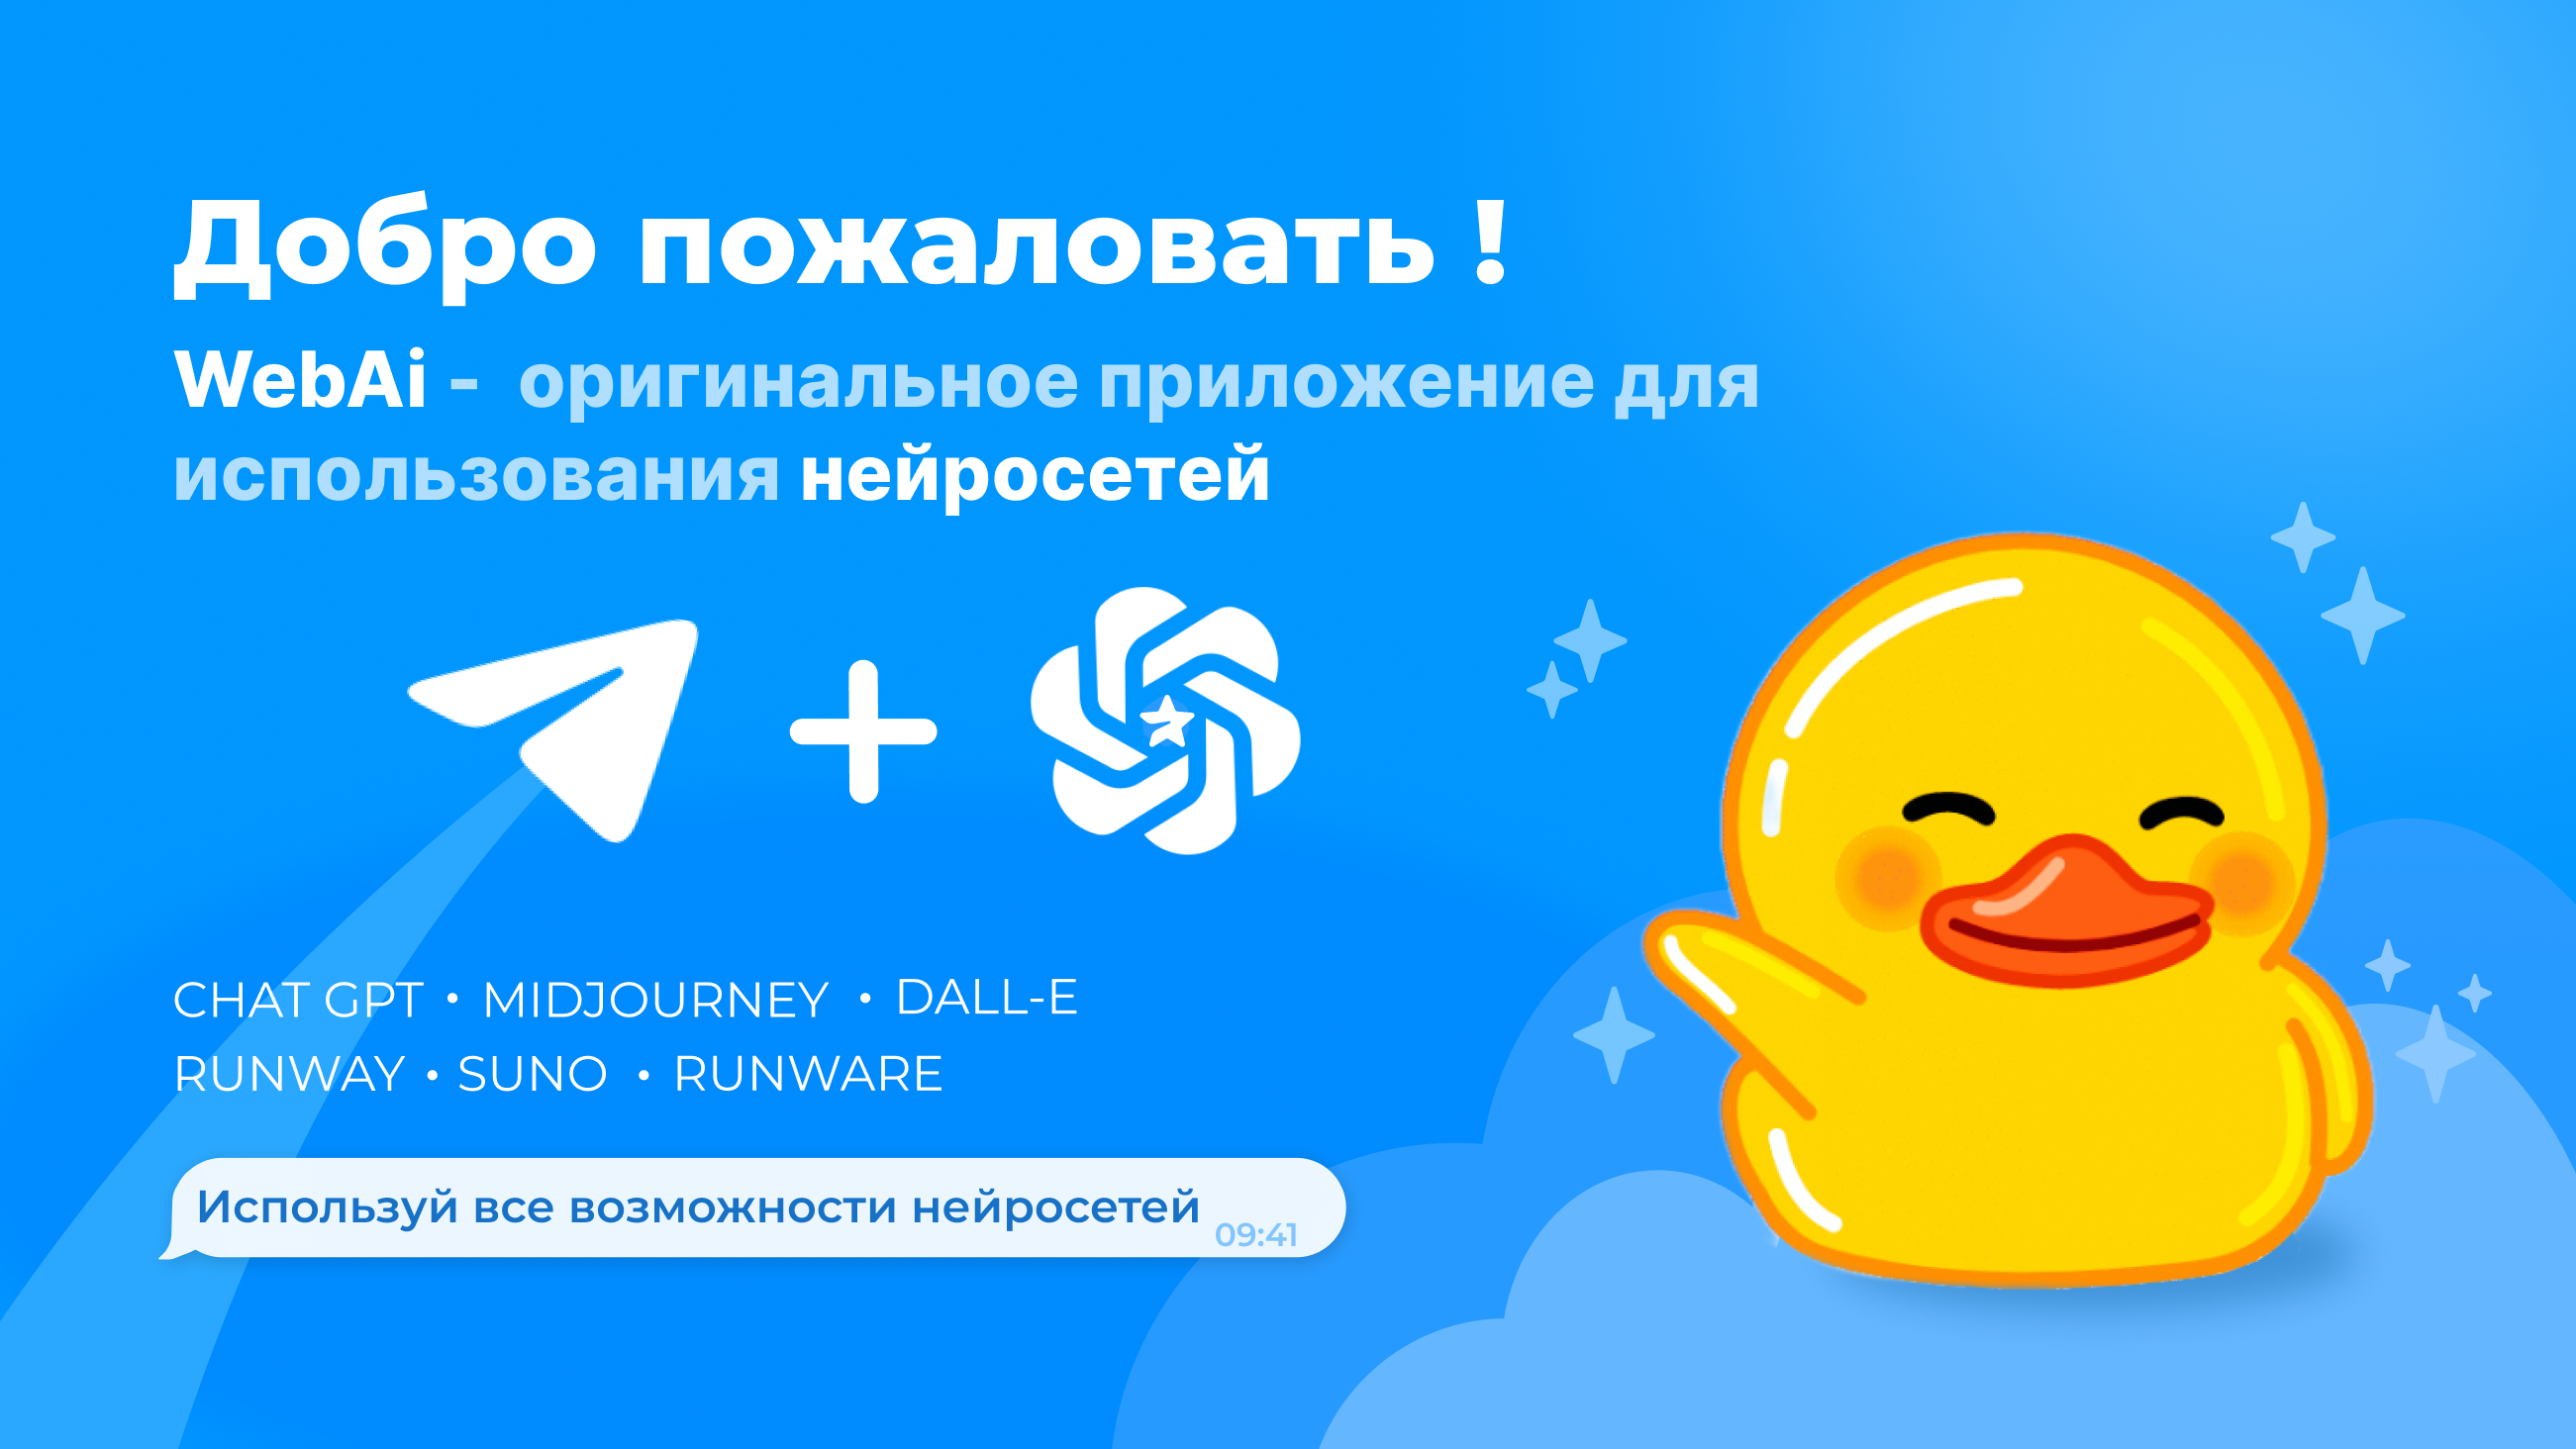 Добро пожаловать !
WebAi - оригинальное приложение для
использования нейросетей
CHAT GPT • MIDJOURNEY • DALL-E
RUNWAY • SUNO • RUNWARE
Используй все возможности нейросетей 09:41